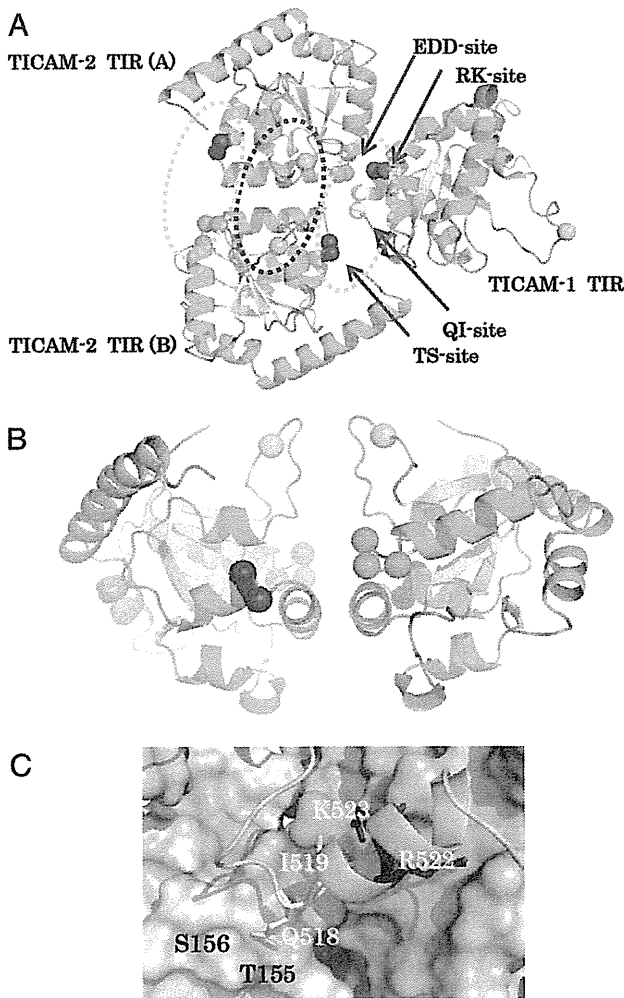 A
TICAM-2 TIR (A)
EDD-site
RK-site
TICAM-1 TIR
TICAM-2 TIR (B)
QI-site
TS-site
B
C
K523
I519
R522
Q518
S156
T155